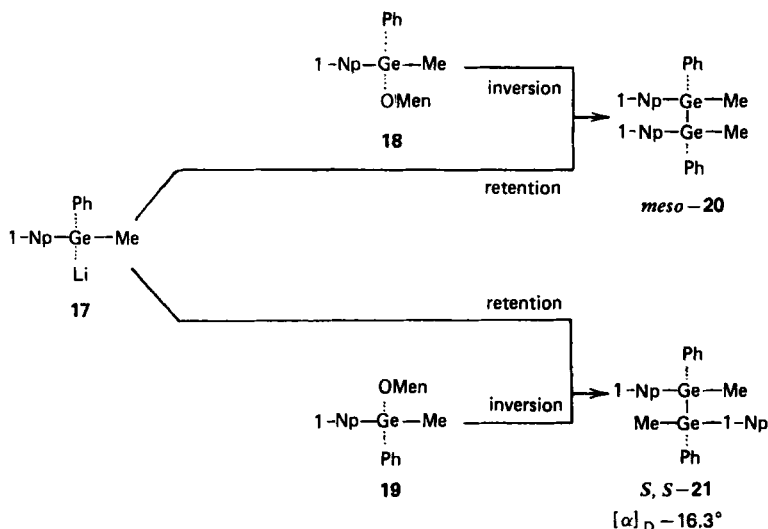 Ph
1-Np-Ge-Me
OMen
18
inversion
Ph
1-Np-Ge-Me
1-Np-Ge-Me
Ph
meso-20
retention
Ph
1-Np-Ge-Me
Li
17
retention
OMen
1-Np-Ge-Me
Ph
19
inversion
Ph
1-Np-Ge-Me
Me-Ge-1-Np
Ph
S, S-21
[α]D -16.3°